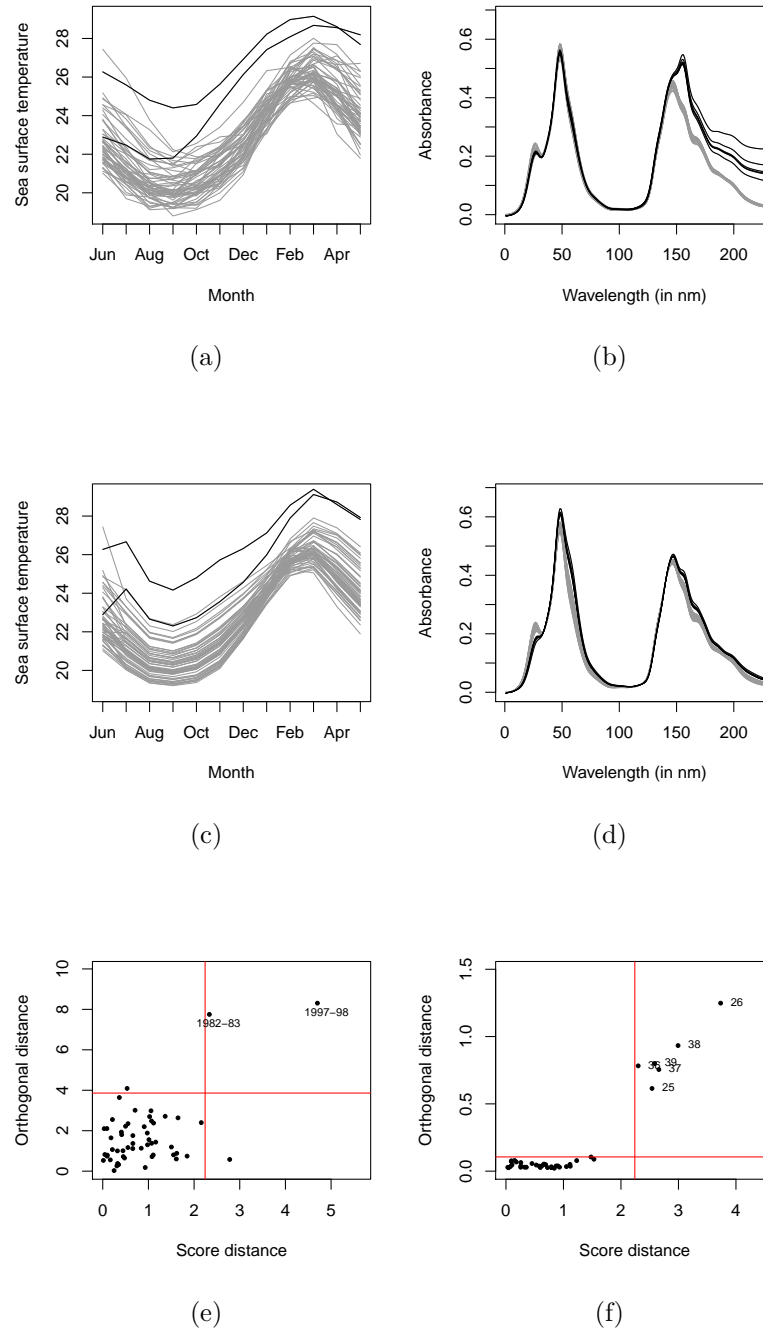 28
26
24
22
20
Sea surface temperature
Jun Aug Oct Dec Feb Apr
Month
(a)
0.6
0.4
0.2
0.0
Absorbance
0 50 100 150 200
Wavelength (in nm)
(b)
28
26
24
22
20
Sea surface temperature
Jun Aug Oct Dec Feb Apr
Month
(c)
0.6
0.4
0.2
0.0
Absorbance
0 50 100 150 200
Wavelength (in nm)
(d)
10
8
6
4
2
0
Orthogonal distance
1982−83
1997−98
0 1 2 3 4 5
Score distance
(e)
1.5
1.0
0.5
0.0
Orthogonal distance
26
38
39
36
37
25
0 1 2 3 4
Score distance
(f)